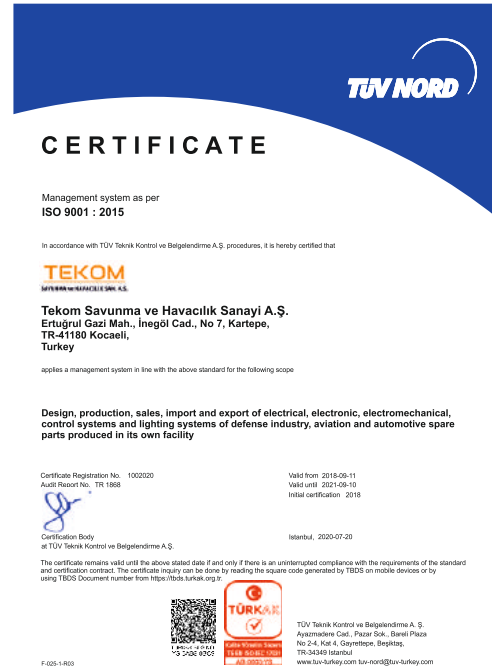 TÜV NORD
CERTIFICATE
Management system as per
ISO 9001 : 2015
In accordance with TÜV Teknik Kontrol ve Belgelendirme A.Ş. procedures, it is hereby certified that
TEKOM
SAVUNMA ve HAVACILIK SAN. A.S.
Tekom Savunma ve Havacılık Sanayi A.Ş.
Ertuğrul Gazi Mah., İnegöl Cad., No 7, Kartepe,
TR-41180 Kocaeli,
Turkey
applies a management system in line with the above standard for the following scope
Design, production, sales, import and export of electrical, electronic, electromechanical,
control systems and lighting systems of defense industry, aviation and automotive spare
parts produced in its own facility
Certificate Registration No. 1002020
Audit Report No. TR 1868
Valid from 2018-09-11
Valid until 2021-09-10
Initial certification 2018
Certification Body
at TÜV Teknik Kontrol ve Belgelendirme A.Ş.
Istanbul, 2020-07-20
The certificate remains valid until the above stated date if and only if there is an uninterrupted compliance with the requirements of the standard
and certification contract. The certificate inquiry can be done by reading the square code generated by TBDS on mobile devices or by
using TBDS Document number from https://tbds.turkak.org.tr.
TÜRKAK
TÜV Teknik Kontrol ve Belgelendirme A. Ş.
Ayazmadere Cad., Pazar Sok., Bareli Plaza
No 2-4, Kat 4, Gayrettepe, Beşiktaş,
TR-34349 Istanbul
www.tuv-turkey.com tuv-nord@tuv-turkey.com
F-025-1-R03